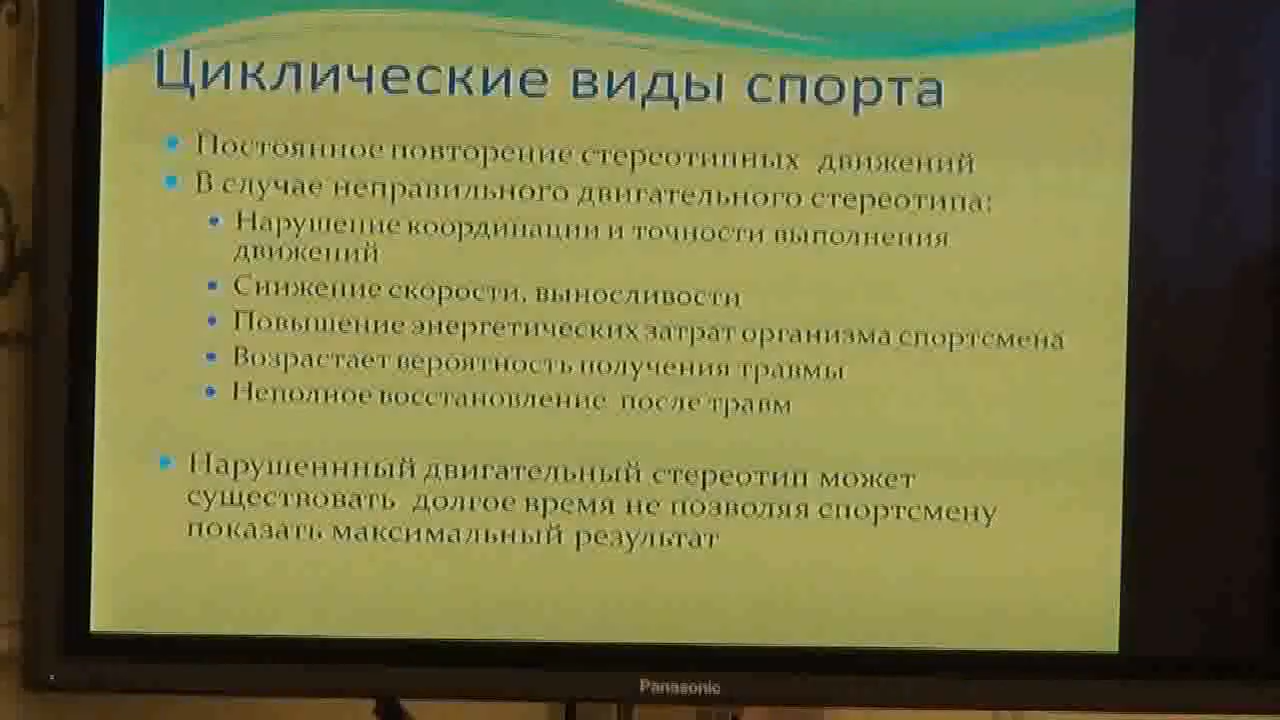 Циклические виды спорта
Постоянное повторение стереотипных движений
В случае неправильного двигательного стереотипа:
Нарушение координации и точности выполнения
движений
Снижение скорости, выносливости
Повышение энергетических затрат организма спортсмена
Возрастает вероятность получения травмы
Неполное восстановление после травм
Нарушеннный двигательный стереотип может
существовать долгое время не позволяя спортсмену
показать максимальный результат
Panasonic